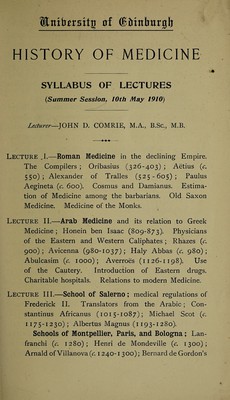 University of Edinburgh
HISTORY OF MEDICINE
SYLLABUS OF LECTURES
(Summer Session, 10th May 1910)
Lecturer—JOHN D. COMRIE, M.A., B.Sc., M.B.
LECTURE I.—Roman Medicine in the declining Empire.
The Compilers; Oribasius (326-403); Aëtius (c.
550); Alexander of Tralles (525-605); Paulus
Aegineta (c. 600). Cosmus and Damianus. Estima-
tion of Medicine among the barbarians. Old Saxon
Medicine. Medicine of the Monks.
LECTURE II.—Arab Medicine and its relation to Greek
Medicine; Honein ben Isaac (809-873). Physicians
of the Eastern and Western Caliphates; Rhazes (c.
900); Avicenna (980-1037); Haly Abbas (c. 980);
Abulcasim (c. 1000); Averroës (1126-1198). Use
of the Cautery. Introduction of Eastern drugs.
Charitable hospitals. Relations to modern Medicine.
LECTURE III.—School of Salerno; medical regulations of
Frederick II. Translators from the Arabic; Con-
stantinus Africanus (1015-1087); Michael Scot (c.
1175-1230); Albertus Magnus (1193-1280).
Schools of Montpellier, Paris, and Bologna: Lan-
franchi (c. 1280); Henri de Mondeville (c. 1300);
Arnald of Villanova (c. 1240-1300); Bernard de Gordon's